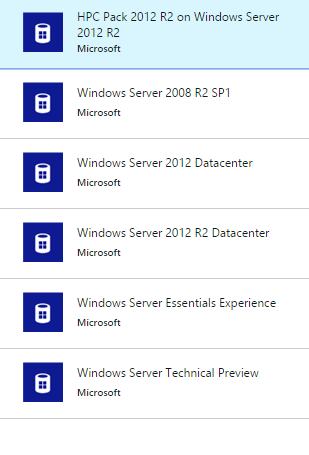 HPC Pack 2012 R2 on Windows Server
2012 R2
Microsoft
Windows Server 2008 R2 SP1
Microsoft
Windows Server 2012 Datacenter
Microsoft
Windows Server 2012 R2 Datacenter
Microsoft
Windows Server Essentials Experience
Microsoft
Windows Server Technical Preview
Microsoft